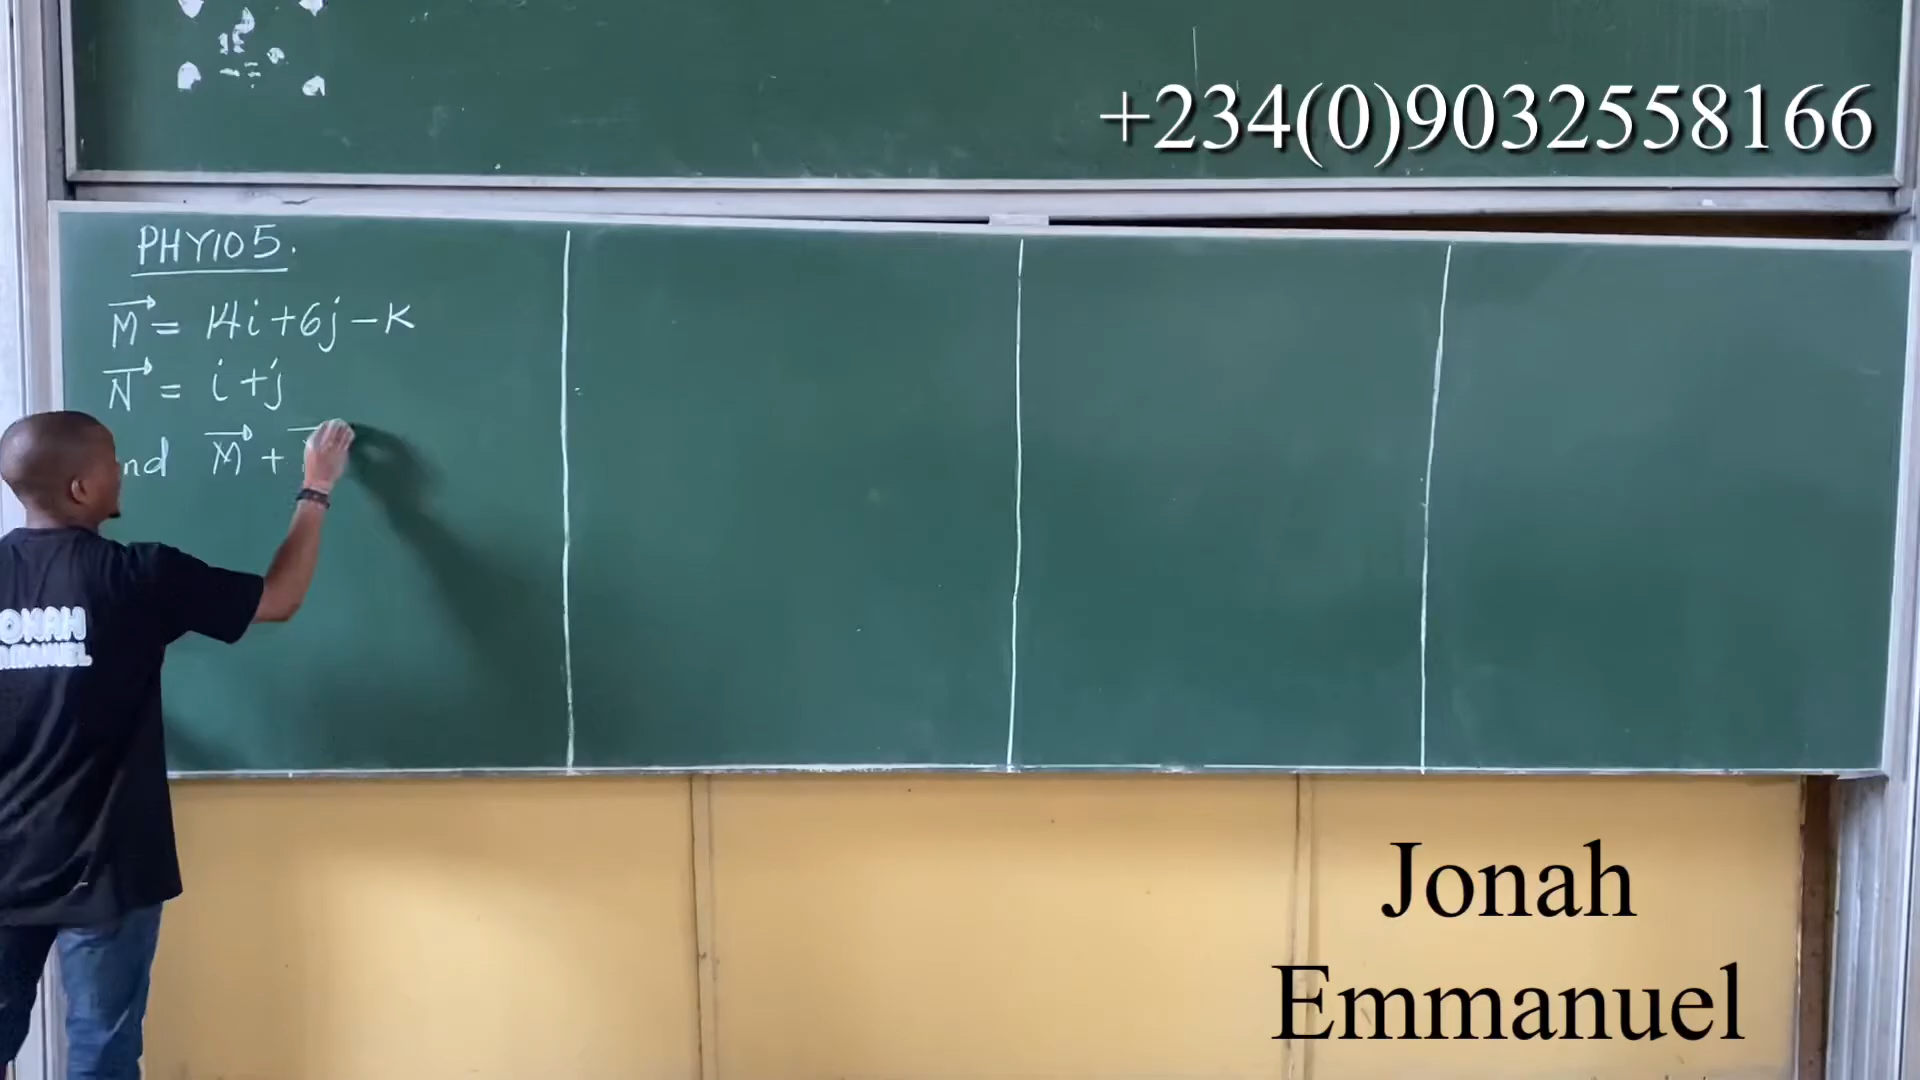 +234(0)9032558166
PHY105.
M = 14i + 6j - K
N = i + j
nd M +
ONAH
MMANUEL
Jonah
Emmanuel